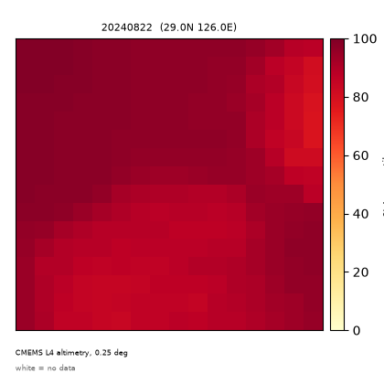 20240822 (29.0N 126.0E)
100
80
60
40
20
0
CMEMS L4 altimetry, 0.25 deg
white = no data